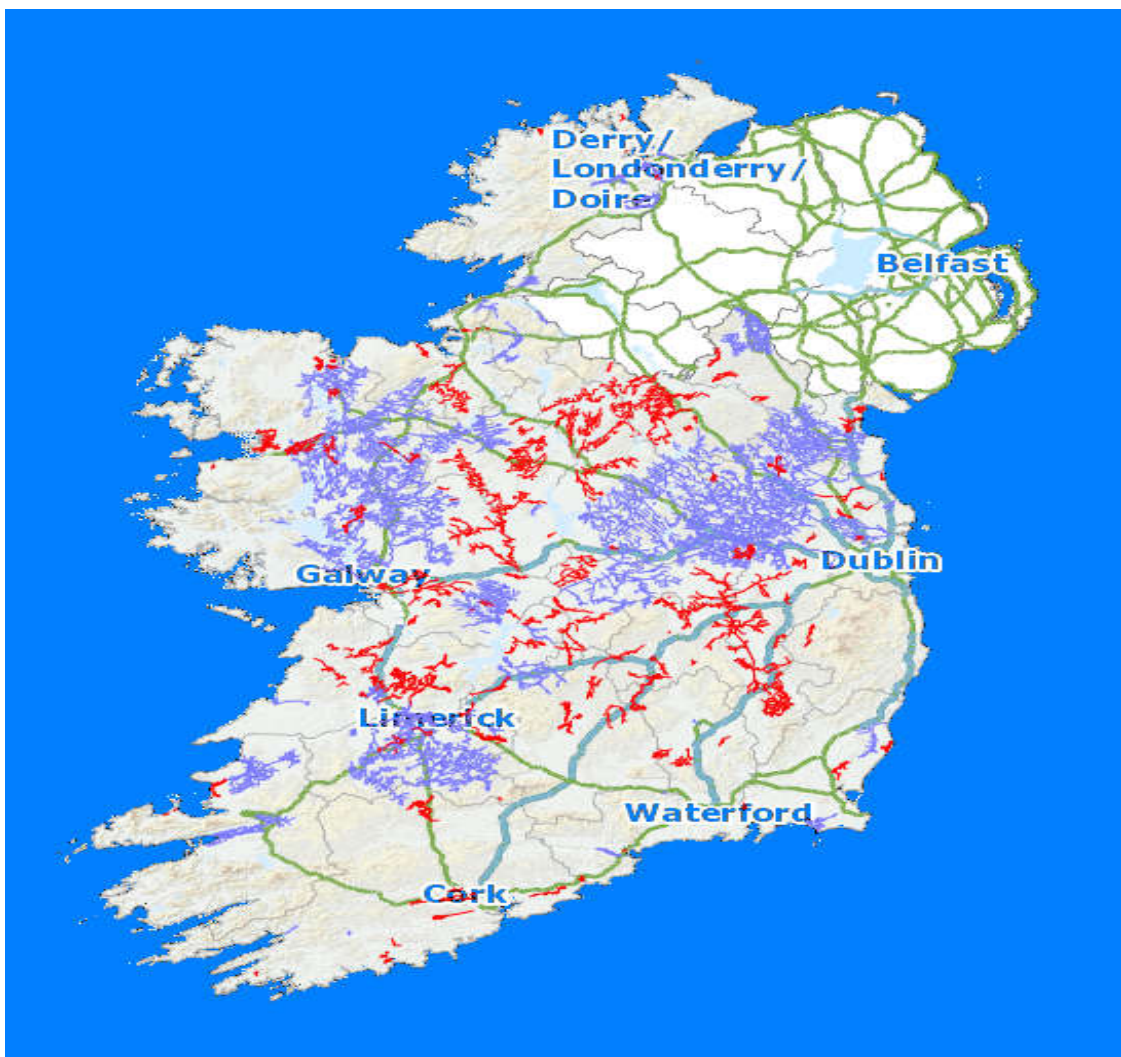 Derry/
Londonderry/
Doire
Belfast
Galway
Dublin
Limerick
Waterford
Cork